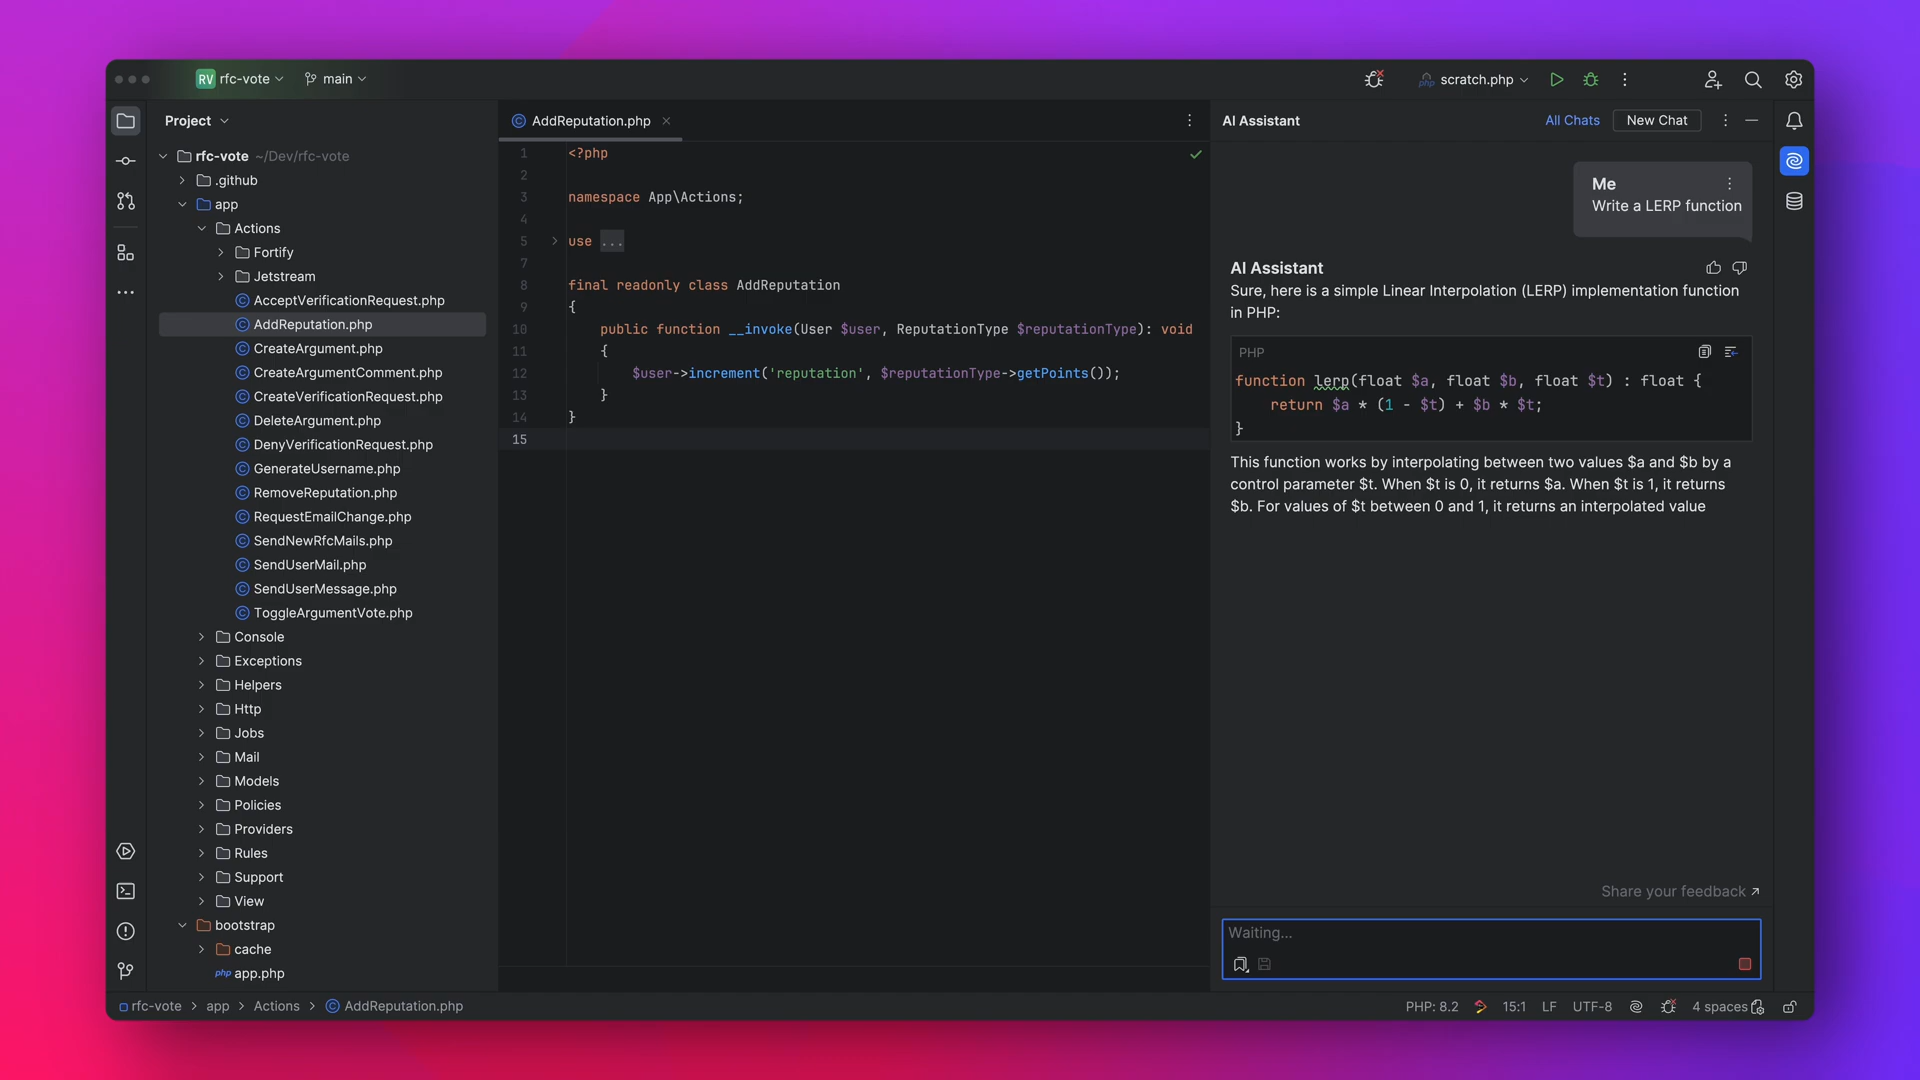 RV rfc-vote
main
php scratch.php
Project
rfc-vote ~/Dev/rfc-vote
.github
app
Actions
Fortify
Jetstream
AcceptVerificationRequest.php
AddReputation.php
CreateArgument.php
CreateArgumentComment.php
CreateVerificationRequest.php
DeleteArgument.php
DenyVerificationRequest.php
GenerateUsername.php
RemoveReputation.php
RequestEmailChange.php
SendNewRfcMails.php
SendUserMail.php
SendUserMessage.php
ToggleArgumentVote.php
Console
Exceptions
Helpers
Http
Jobs
Mail
Models
Policies
Providers
Rules
Support
View
bootstrap
cache
php app.php
AddReputation.php
1 <?php
2
3 namespace App\Actions;
4
5 use ...
7
8 final readonly class AddReputation
9 {
10 public function __invoke(User $user, ReputationType $reputationType): void
11 {
12 $user->increment('reputation', $reputationType->getPoints());
13 }
14 }
15
AI Assistant
All Chats
New Chat
Me
Write a LERP function
AI Assistant
Sure, here is a simple Linear Interpolation (LERP) implementation function
in PHP:
PHP
function lerp(float $a, float $b, float $t) : float {
return $a * (1 - $t) + $b * $t;
}
This function works by interpolating between two values $a and $b by a
control parameter $t. When $t is 0, it returns $a. When $t is 1, it returns
$b. For values of $t between 0 and 1, it returns an interpolated value
Share your feedback ↗
Waiting...
rfc-vote > app > Actions > AddReputation.php
PHP: 8.2
15:1
LF
UTF-8
4 spaces